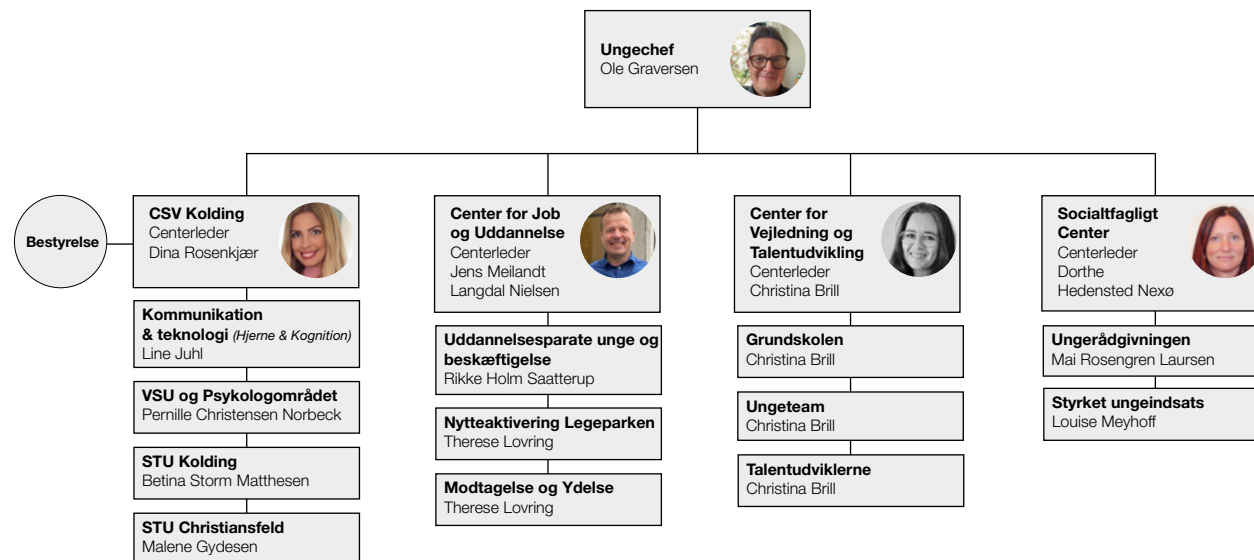 Ungechef
Ole Graversen
Bestyrelse
CSV Kolding
Centerleder
Dina Rosenkjær
Kommunikation
& teknologi (Hjerne & Kognition)
Line Juhl
VSU og Psykologområdet
Pernille Christensen Norbeck
STU Kolding
Betina Storm Matthesen
STU Christiansfeld
Malene Gydesen
Center for Job
og Uddannelse
Centerleder
Jens Meilandt
Langdal Nielsen
Uddannelsesparate unge og
beskæftigelse
Rikke Holm Saatterup
Nytteaktivering Legeparken
Therese Lovring
Modtagelse og Ydelse
Therese Lovring
Center for
Vejledning og
Talentudvikling
Centerleder
Christina Brill
Grundskolen
Christina Brill
Ungeteam
Christina Brill
Talentudviklerne
Christina Brill
Socialtfagligt
Center
Centerleder
Dorthe
Hedensted Nexø
Ungerådgivningen
Mai Rosengren Laursen
Styrket ungeindsats
Louise Meyhoff